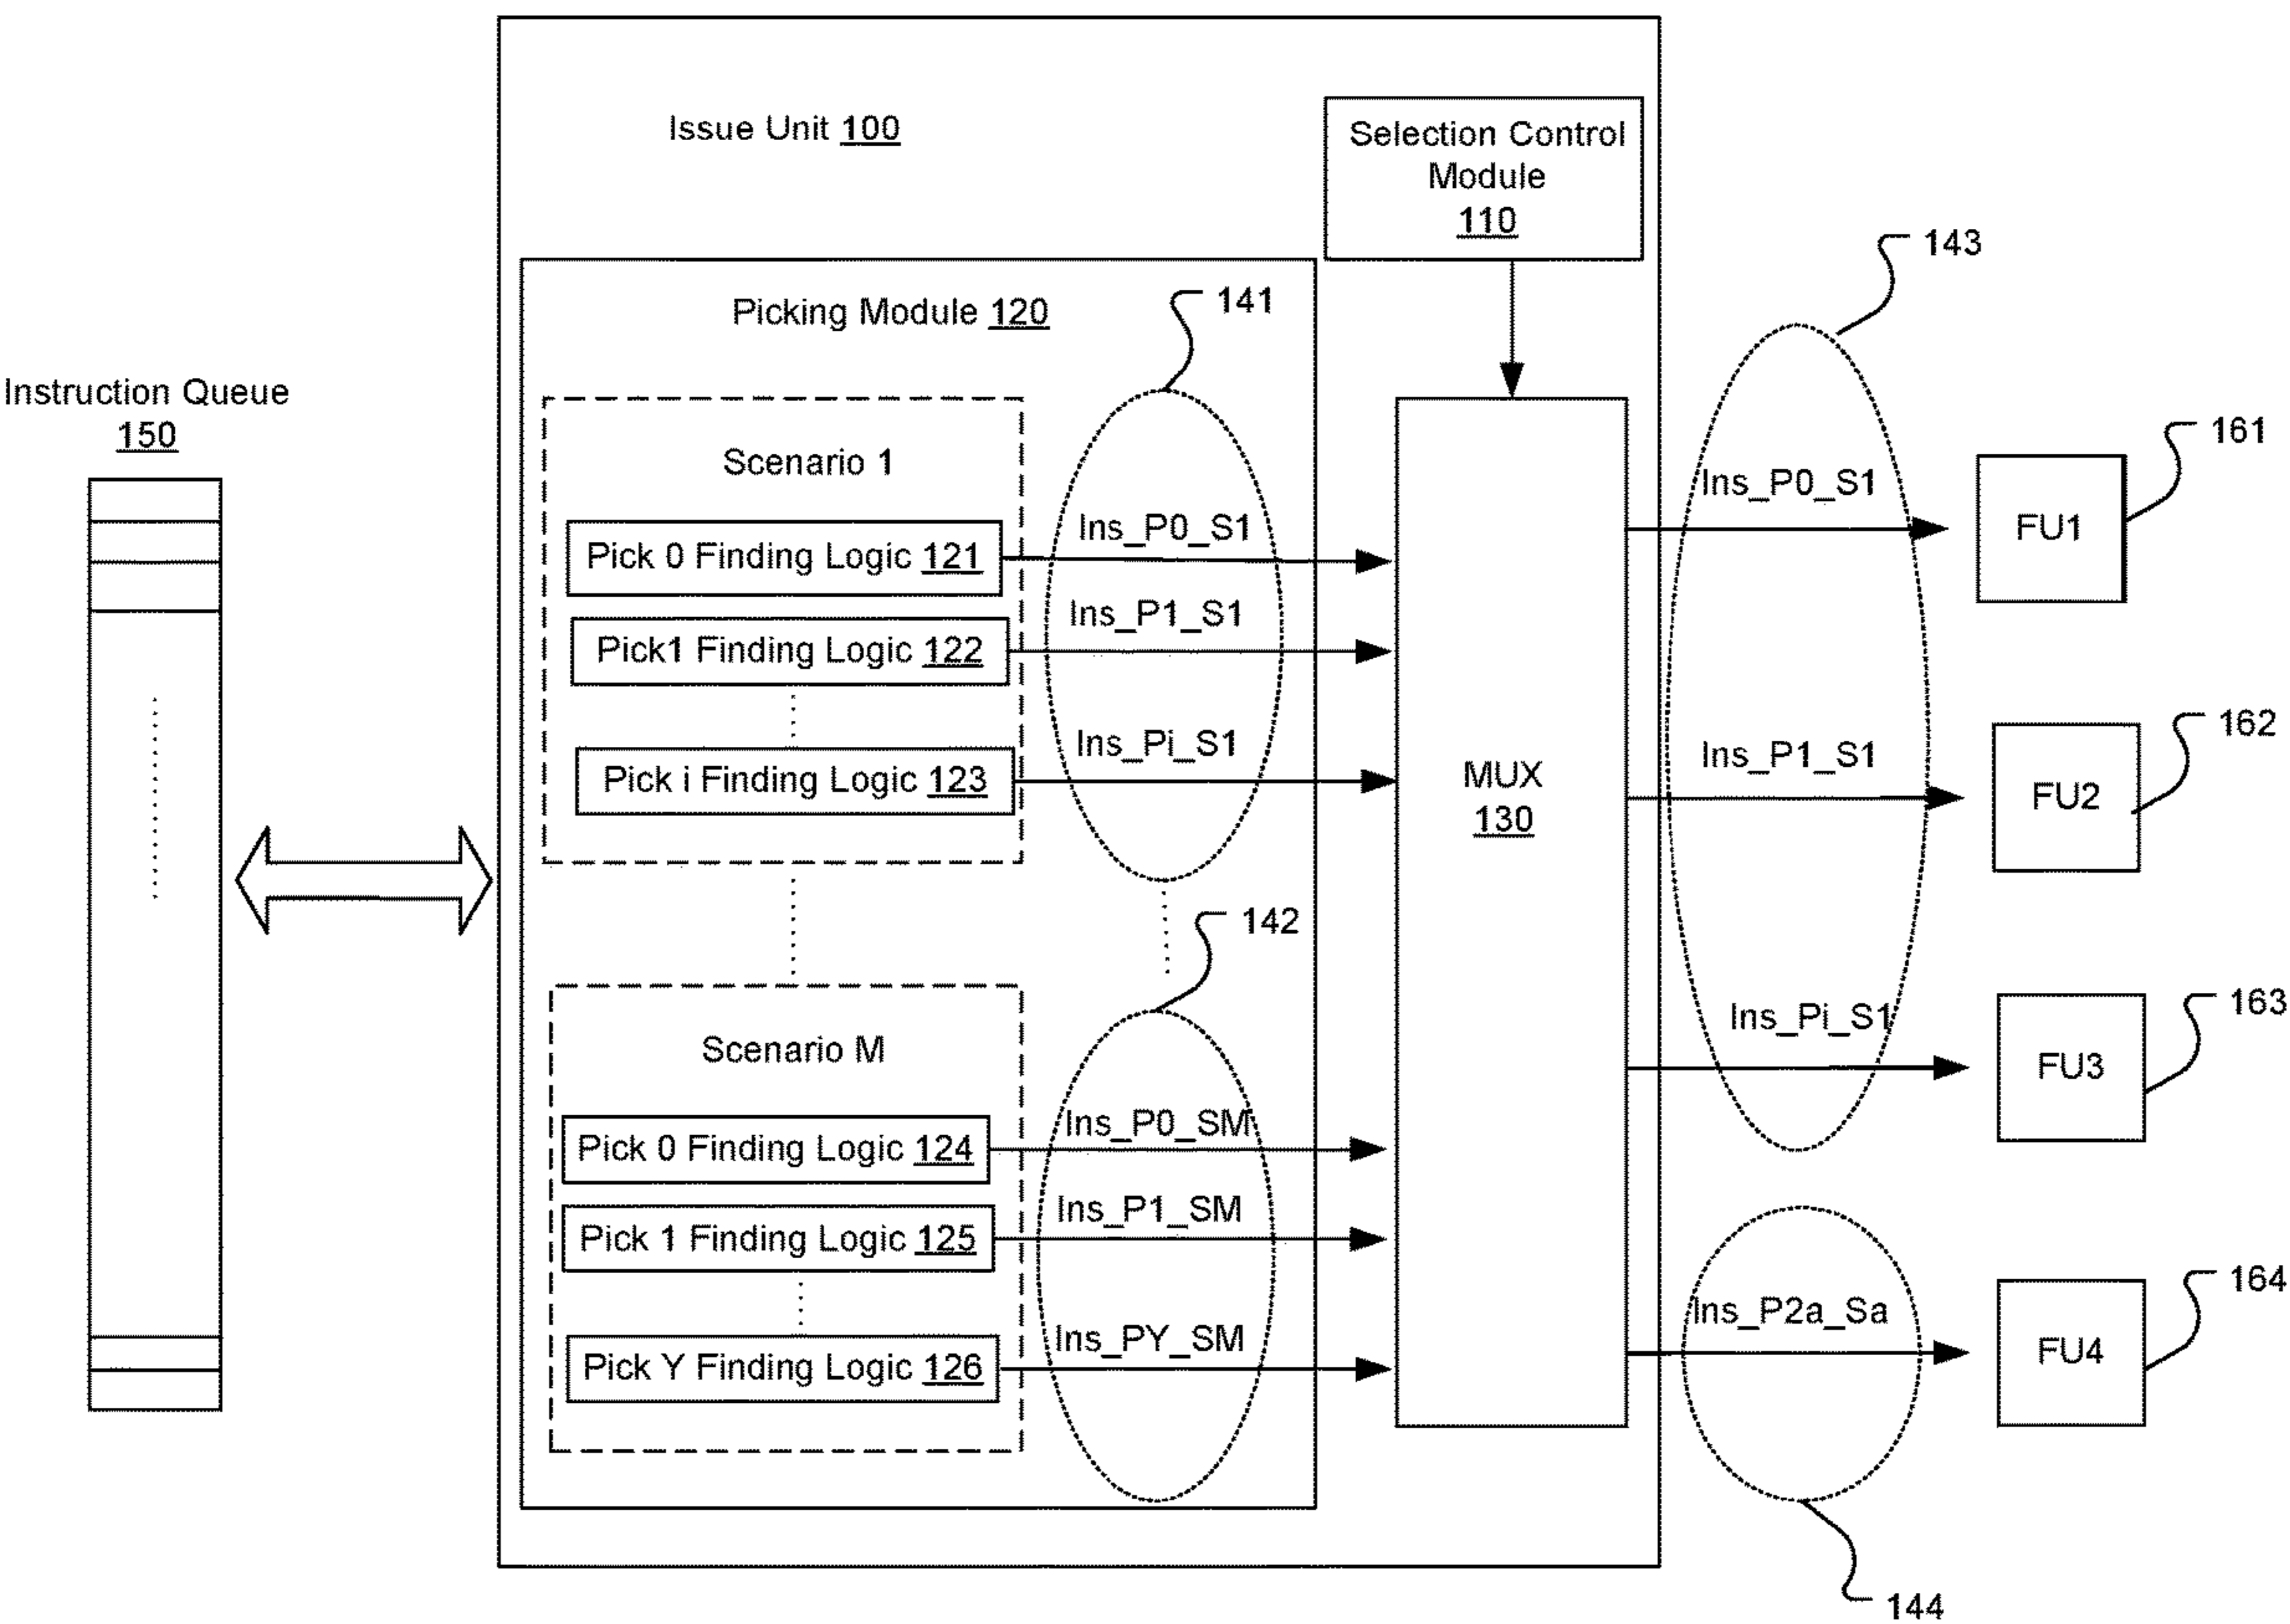 Issue Unit 100
Selection Control
Module
110
143
Picking Module 120
141
Instruction Queue
150
161
Scenario 1
Ins_P0_S1
FU1
Pick 0 Finding Logic 121
Ins_P0_S1
Pick1 Finding Logic 122
Ins_P1_S1
162
Pick i Finding Logic 123
Ins_Pi_S1
MUX
130
Ins_P1_S1
FU2
142
163
Scenario M
Ins_Pi_S1
FU3
Pick 0 Finding Logic 124
Ins_P0_SM
Pick 1 Finding Logic 125
Ins_P1_SM
164
Pick Y Finding Logic 126
Ins_PY_SM
Ins_P2a_Sa
FU4
144